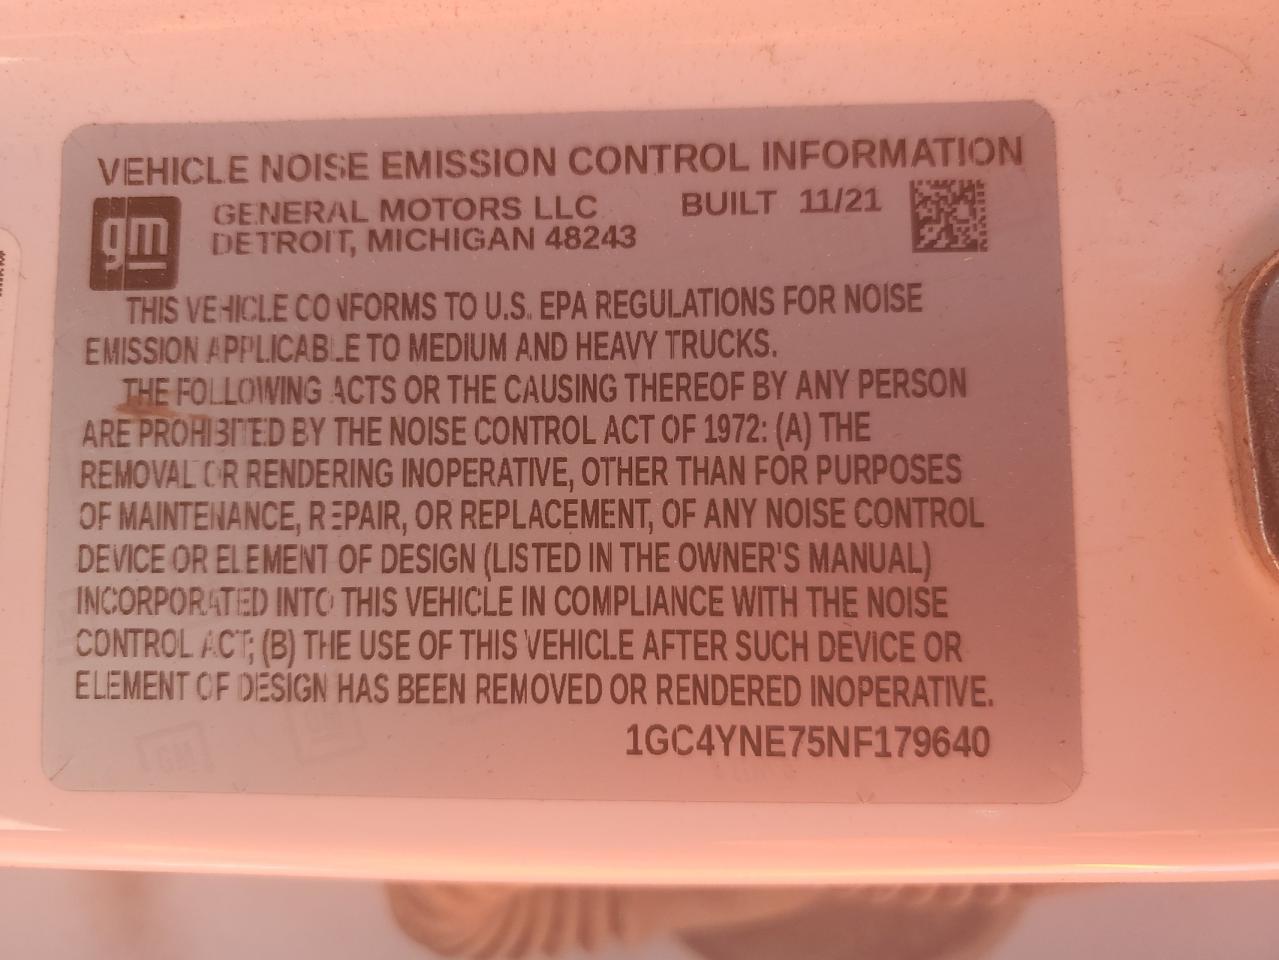 VEHICLE NOISE EMISSION CONTROL INFORMATION
gm
GENERAL MOTORS LLC BUILT 11/21
DETROIT, MICHIGAN 48243
THIS VEHICLE CONFORMS TO U.S. EPA REGULATIONS FOR NOISE
EMISSION APPLICABLE TO MEDIUM AND HEAVY TRUCKS.
THE FOLLOWING ACTS OR THE CAUSING THEREOF BY ANY PERSON
ARE PROHIBITED BY THE NOISE CONTROL ACT OF 1972: (A) THE
REMOVAL OR RENDERING INOPERATIVE, OTHER THAN FOR PURPOSES
OF MAINTENANCE, REPAIR, OR REPLACEMENT, OF ANY NOISE CONTROL
DEVICE OR ELEMENT OF DESIGN (LISTED IN THE OWNER'S MANUAL)
INCORPORATED INTO THIS VEHICLE IN COMPLIANCE WITH THE NOISE
CONTROL ACT; (B) THE USE OF THIS VEHICLE AFTER SUCH DEVICE OR
ELEMENT OF DESIGN HAS BEEN REMOVED OR RENDERED INOPERATIVE.
1GC4YNE75NF179640